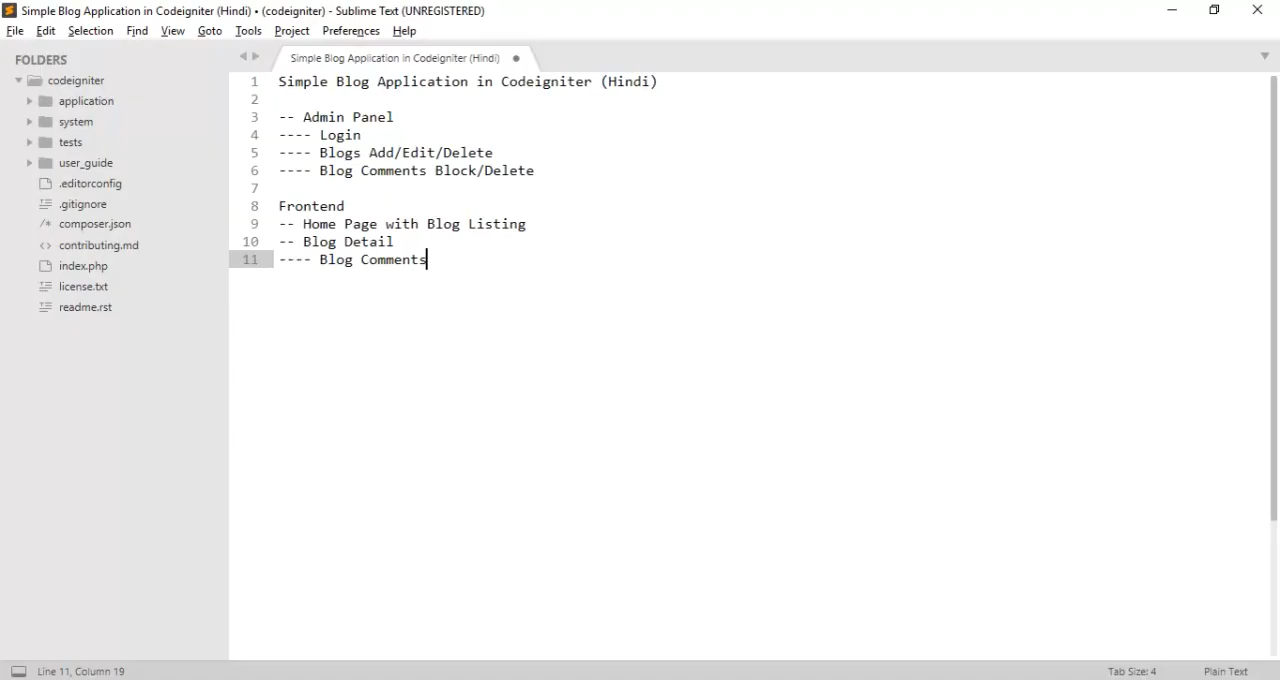 Simple Blog Application in Codeigniter (Hindi) • (codeigniter) - Sublime Text (UNREGISTERED)
File Edit Selection Find View Goto Tools Project Preferences Help
FOLDERS
codeigniter
application
system
tests
user_guide
.editorconfig
.gitignore
composer.json
contributing.md
index.php
license.txt
readme.rst
Simple Blog Application in Codeigniter (Hindi)
1 Simple Blog Application in Codeigniter (Hindi)
2
3 -- Admin Panel
4 ---- Login
5 ---- Blogs Add/Edit/Delete
6 ---- Blog Comments Block/Delete
7
8 Frontend
9 -- Home Page with Blog Listing
10 -- Blog Detail
11 ---- Blog Comments
Line 11, Column 19
Tab Size: 4
Plain Text